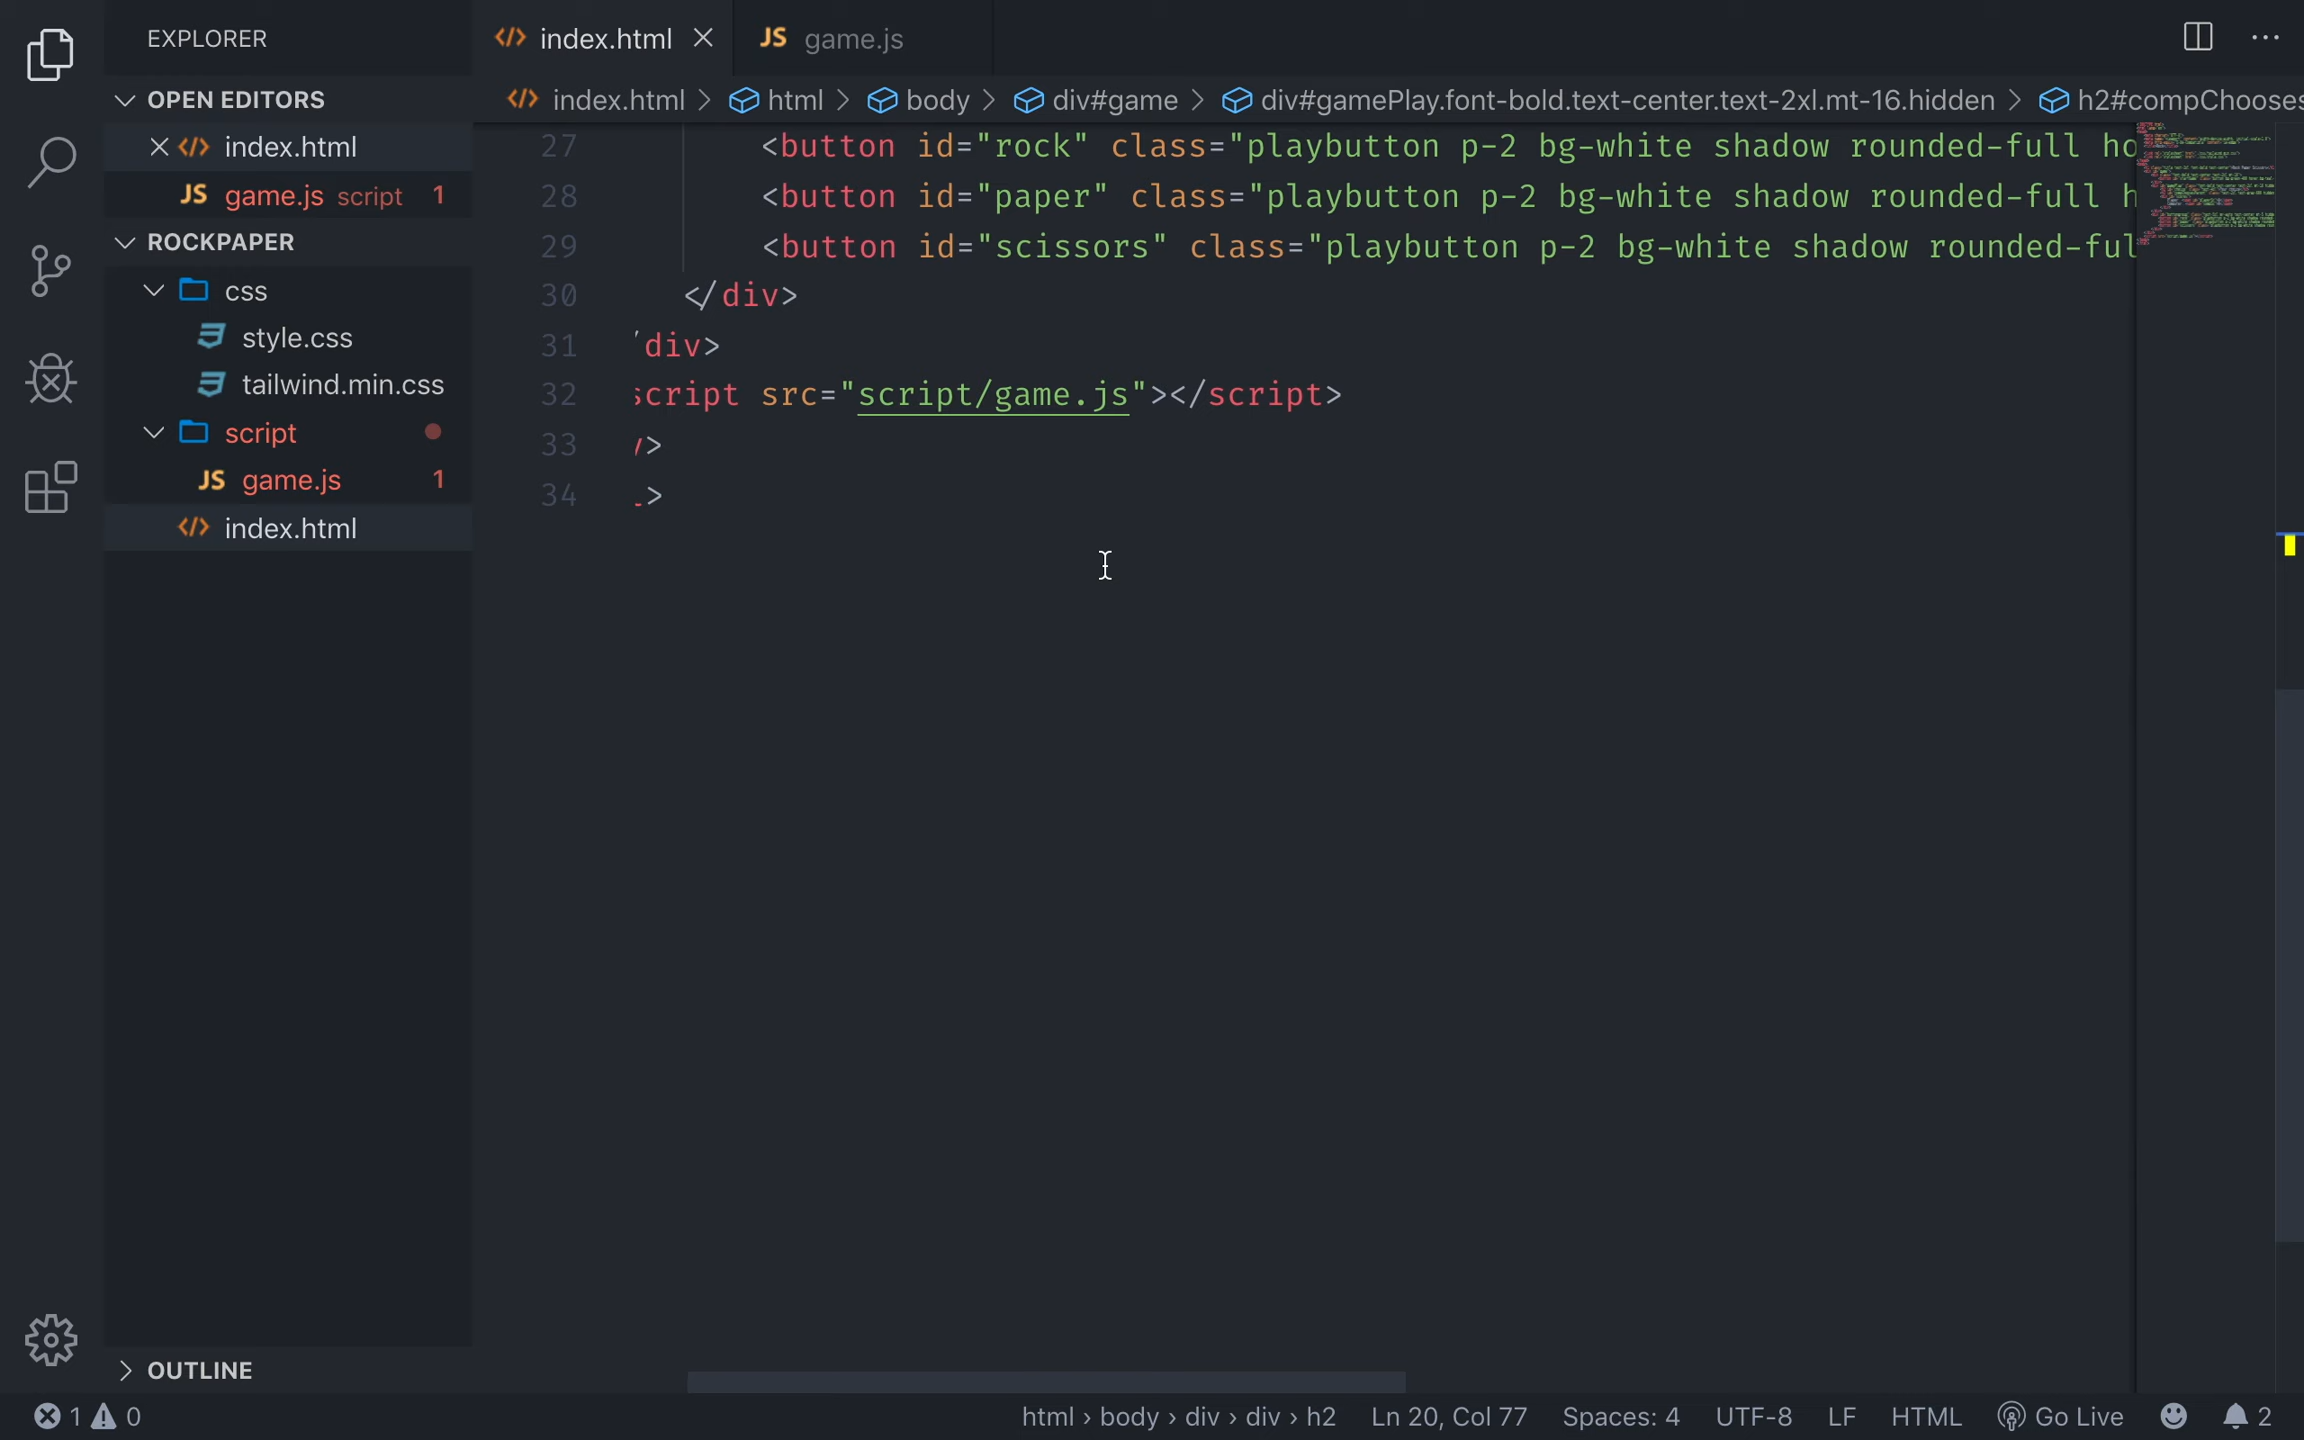 EXPLORER
OPEN EDITORS
index.html
JS game.js script 1
ROCKPAPER
css
style.css
tailwind.min.css
script
JS game.js 1
index.html
OUTLINE
index.html
JS game.js
index.html > html > body > div#game > div#gamePlay.font-bold.text-center.text-2xl.mt-16.hidden > h2#compChooses
27 <button id="rock" class="playbutton p-2 bg-white shadow rounded-full ho
28 <button id="paper" class="playbutton p-2 bg-white shadow rounded-full h
29 <button id="scissors" class="playbutton p-2 bg-white shadow rounded-ful
30 </div>
31 /div>
32 script src="script/game.js"></script>
33 />
34 >
1 0
html > body > div > div > h2 Ln 20, Col 77 Spaces: 4 UTF-8 LF HTML Go Live 2